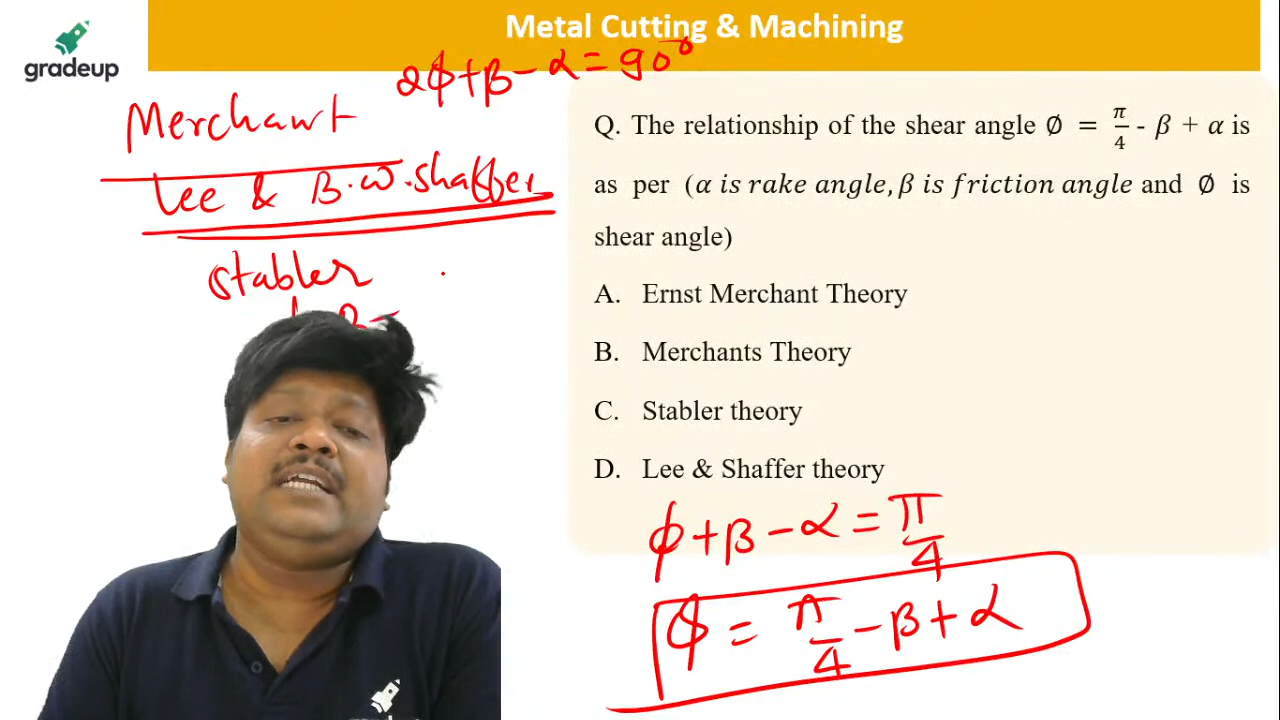 Metal Cutting & Machining
gradeup
2ϕ+β-α=90°
Merchant
Lee & B.W.Shaffer
Stabler
Q. The relationship of the shear angle ∅ = π/4 - β + α is
as per (α is rake angle, β is friction angle and ∅ is
shear angle)
A. Ernst Merchant Theory
B. Merchants Theory
C. Stabler theory
D. Lee & Shaffer theory
ϕ+β-α=π/4
ϕ=π/4-β+α